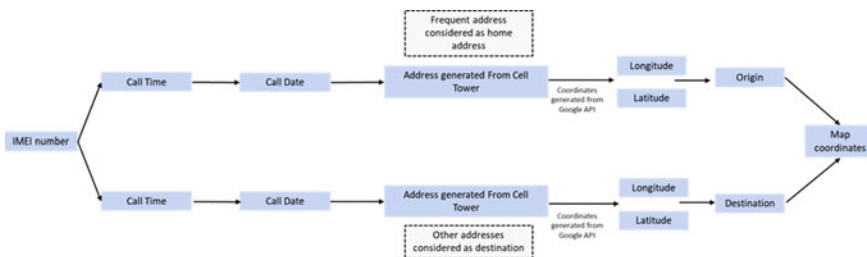 Frequent address
considered as home
address
Call Time
Call Date
Address generated From Cell
Tower
Coordinates
generated from
Google API
Longitude
Latitude
Origin
IMEI number
Map
coordinates
Call Time
Call Date
Address generated From Cell
Tower
Coordinates
generated from
Google API
Longitude
Latitude
Destination
Other addresses
considered as destination